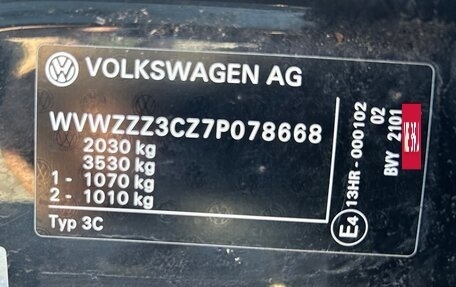 VOLKSWAGEN AG
WVWZZZ3CZ7P078668
2030 kg
3530 kg
1 - 1070 kg
2 - 1010 kg
Typ 3C
E4 13HR - 000102
02
BVY 2101